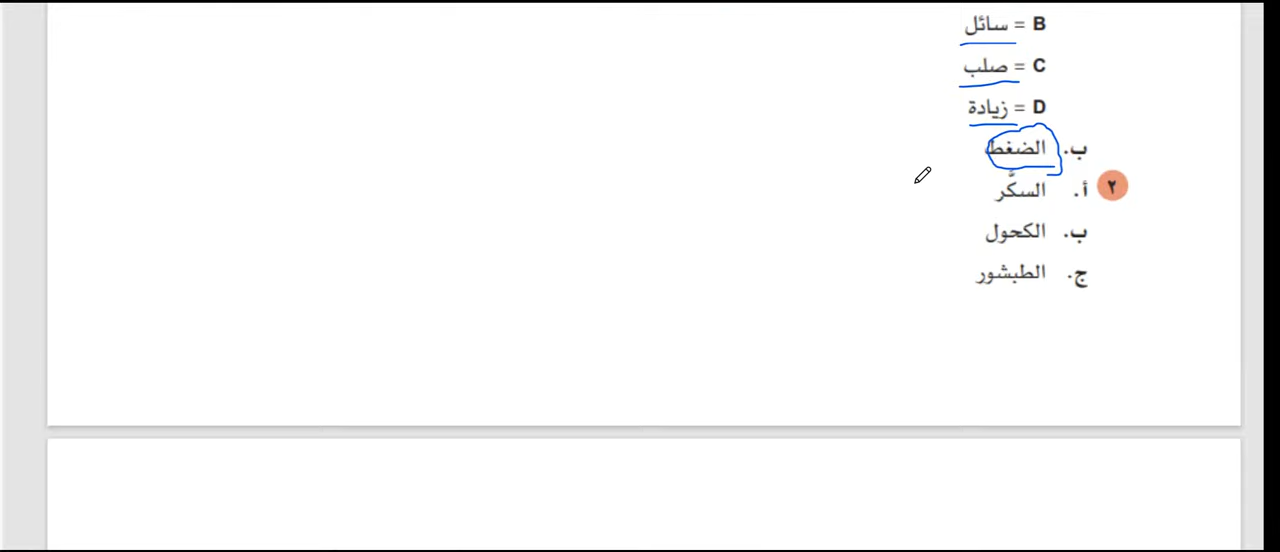 B = سائل
C = صلب
D = زيادة
ب. الضغط
٢ أ. السكَّر
ب. الكحول
ج. الطبشور